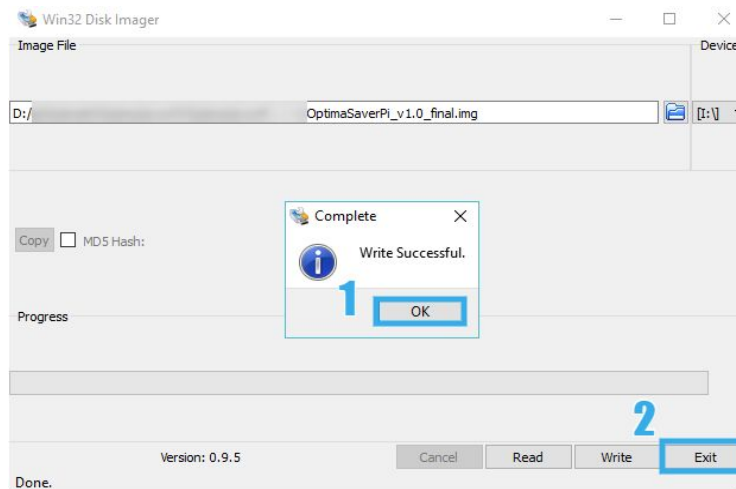 Win32 Disk Imager
Image File
Device
D:/ OptimaSaverPi_v1.0_final.img
[I:\]
Copy MD5 Hash:
Complete
Write Successful.
1
OK
Progress
2
Version: 0.9.5 Cancel Read Write Exit
Done.